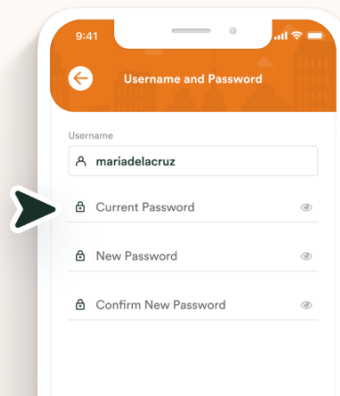 9:41
Username and Password
Username
mariadelacruz
Current Password
New Password
Confirm New Password